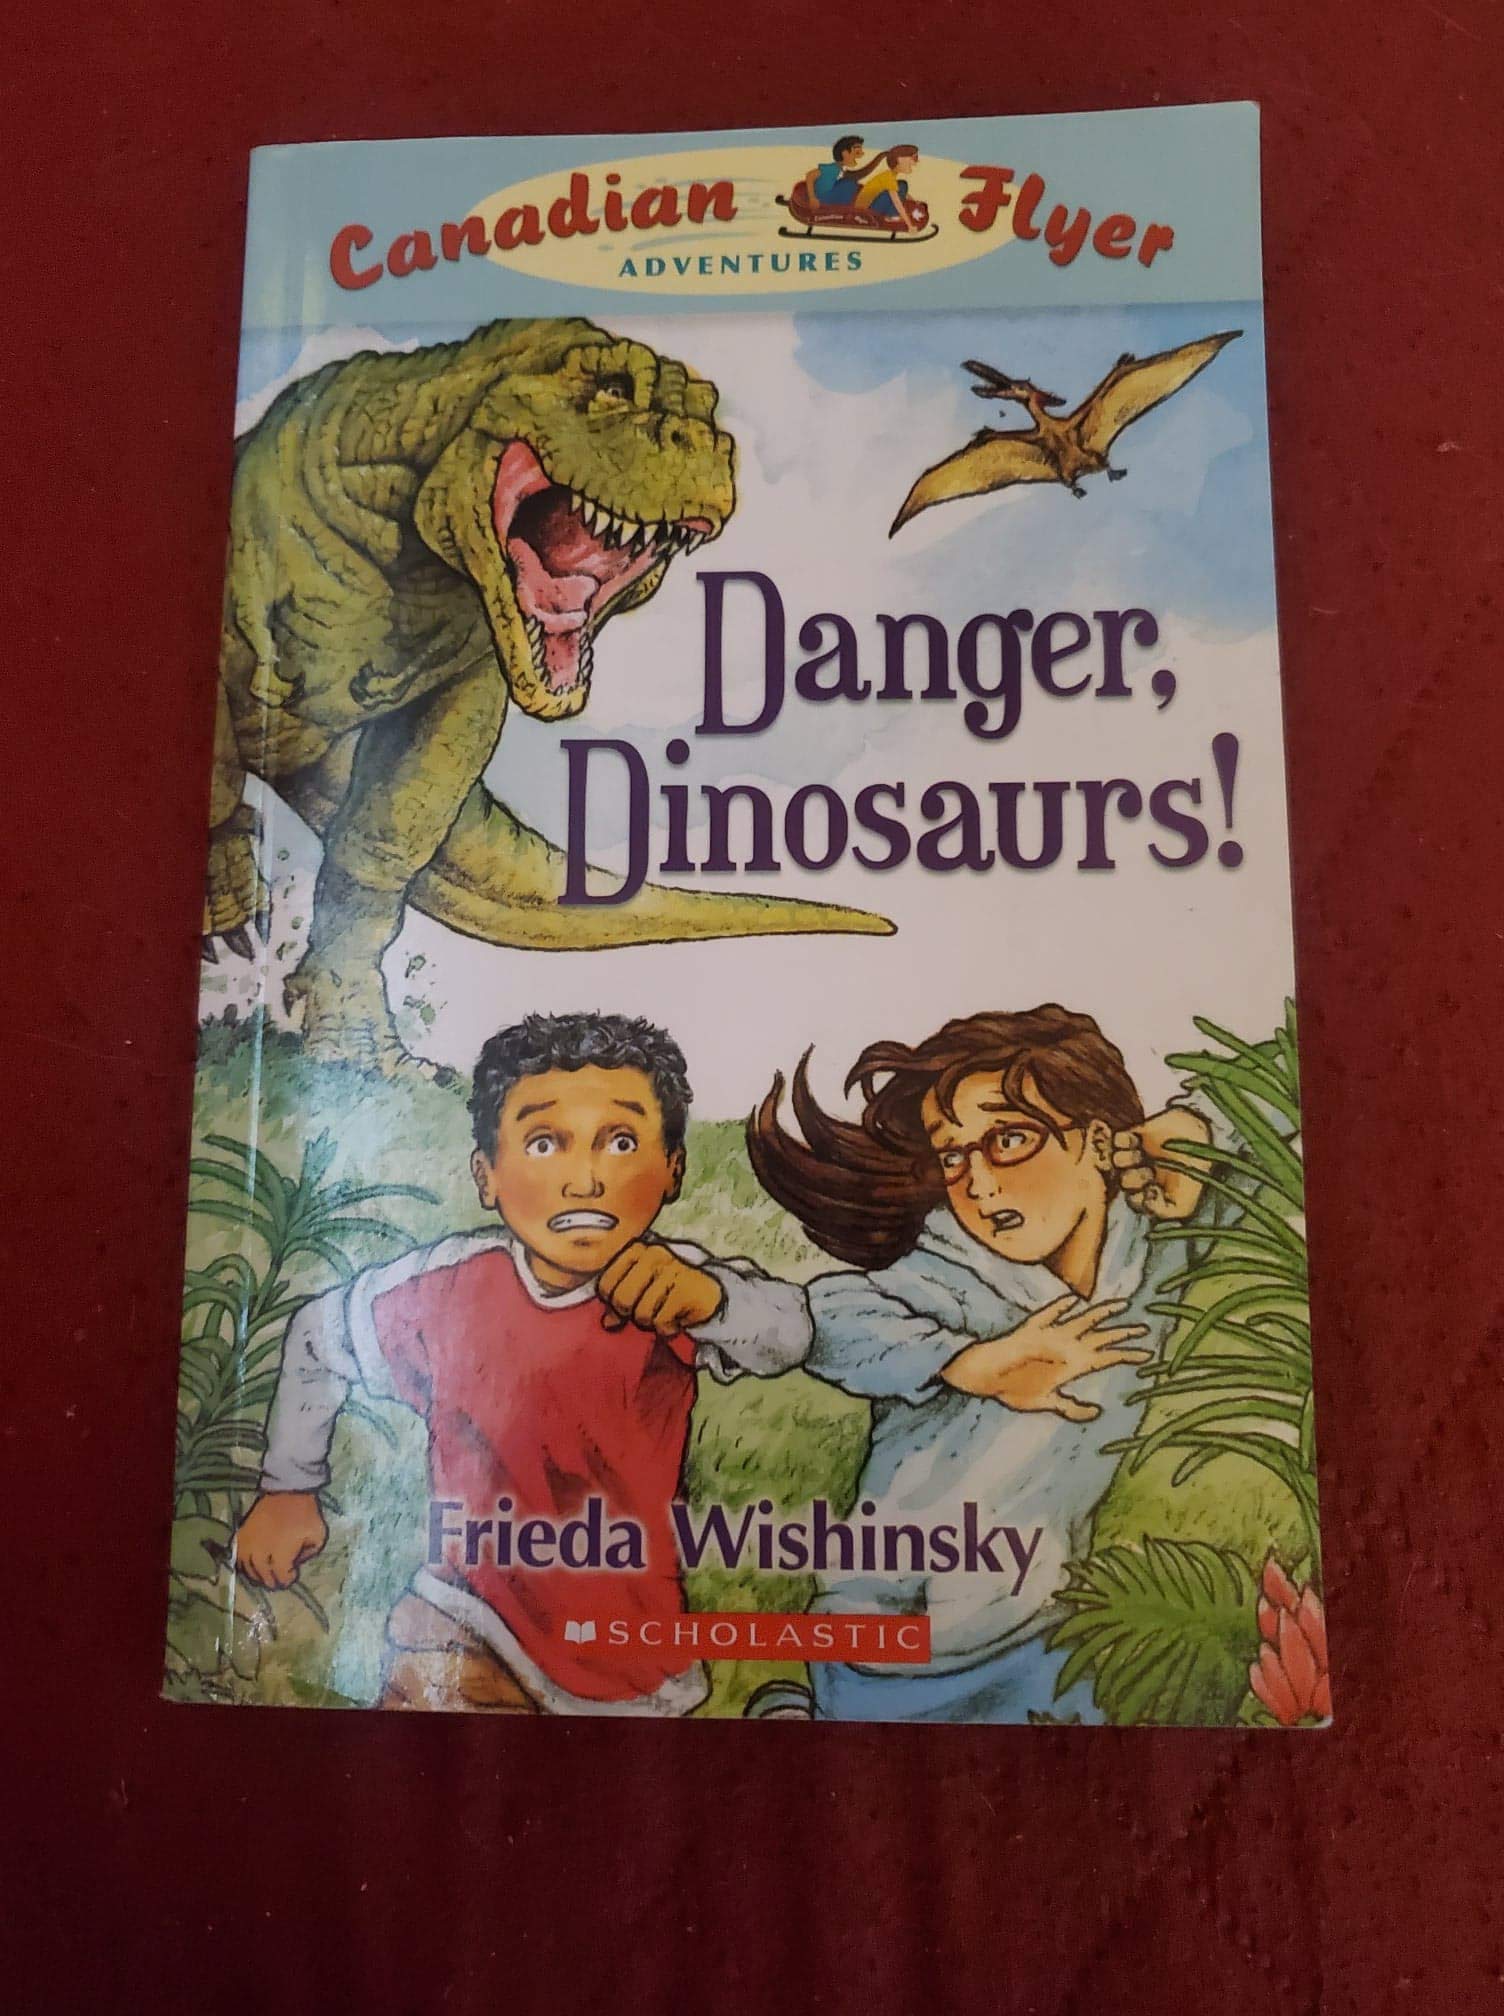 Canadian Flyer
ADVENTURES
Danger,
Dinosaurs!
Frieda Wishinsky
SCHOLASTIC